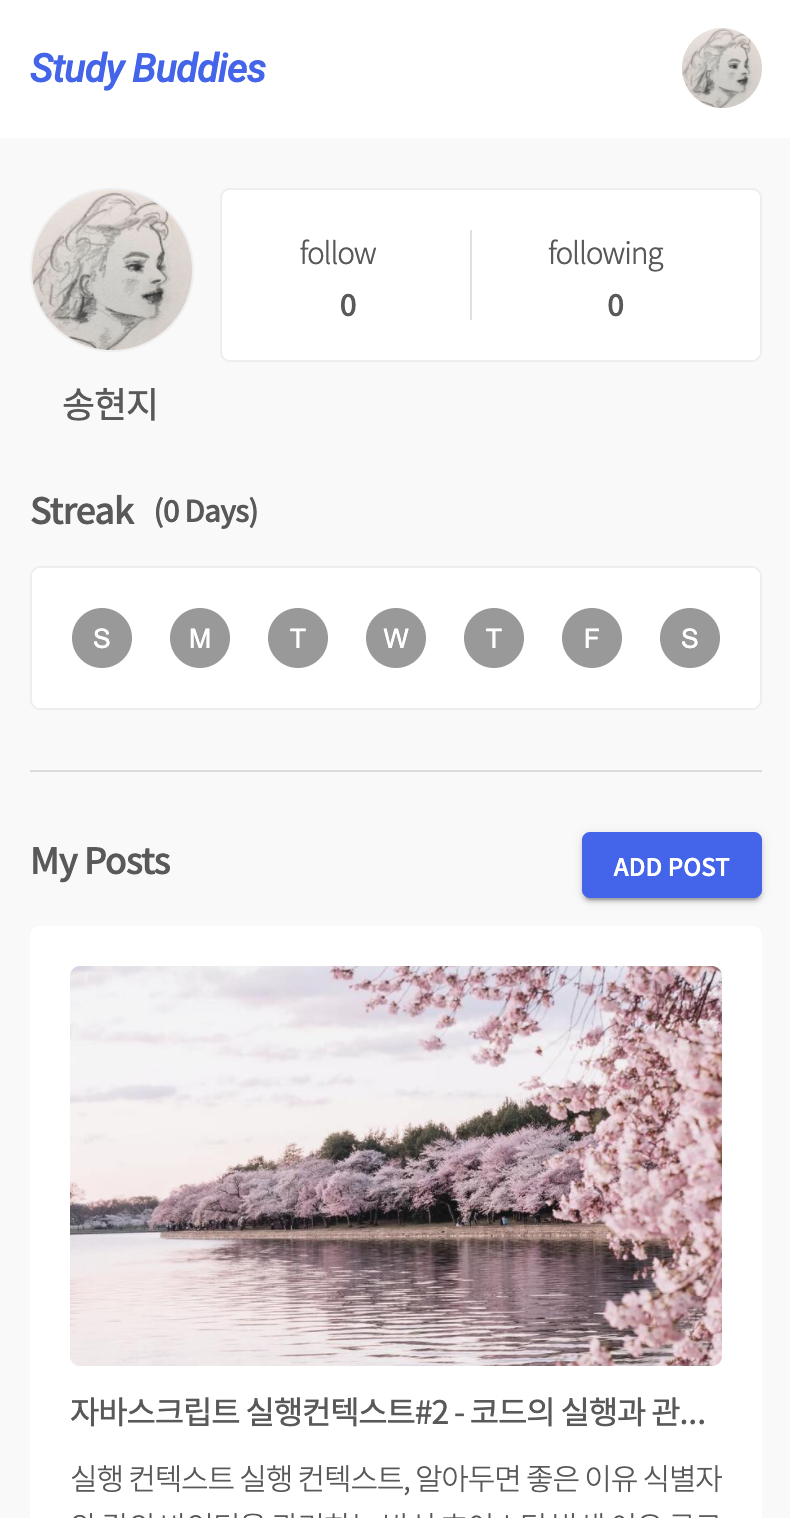 Study Buddies
follow
following
0
0
송현지
Streak (0 Days)
S M T W T F S
My Posts
ADD POST
자바스크립트 실행컨텍스트#2 - 코드의 실행과 관...
실행 컨텍스트 실행 컨텍스트, 알아두면 좋은 이유 식별자